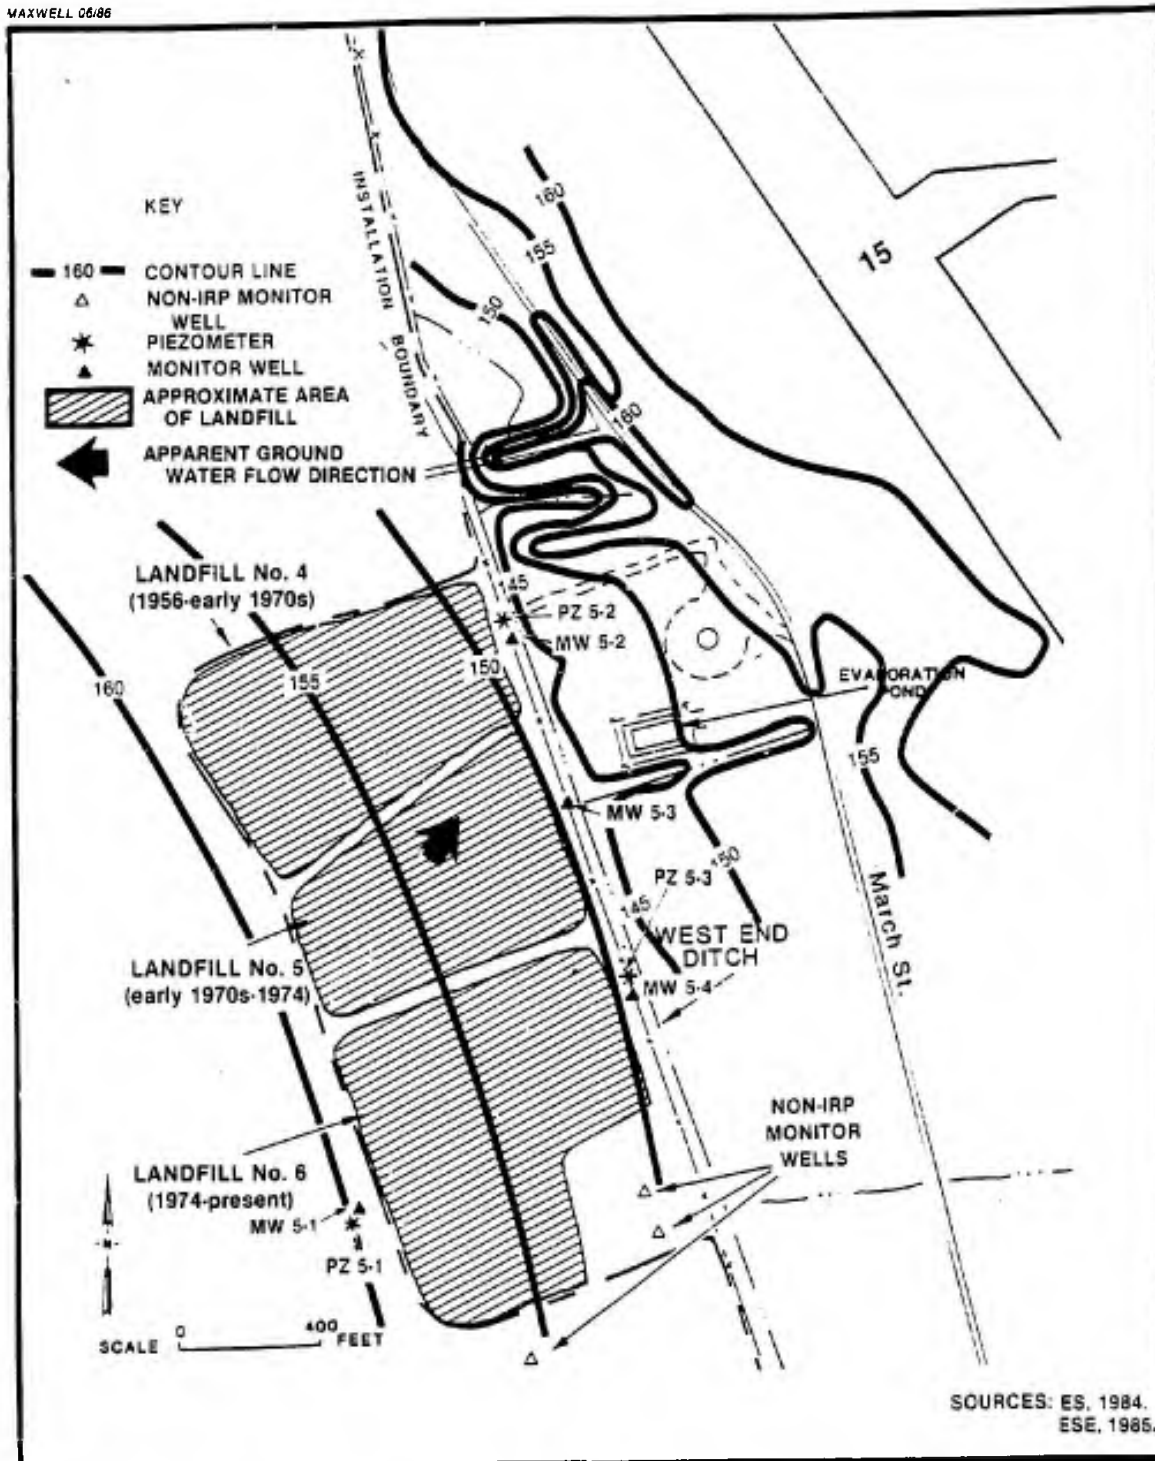 MAXWELL 06/86
KEY
160 CONTOUR LINE
NON-IRP MONITOR
WELL
PIEZOMETER
MONITOR WELL
APPROXIMATE AREA
OF LANDFILL
APPARENT GROUND
WATER FLOW DIRECTION
INSTALLATION BOUNDARY
160
155
150
15
160
LANDFILL No. 4
(1956-early 1970s)
145
PZ 5-2
MW 5-2
160
155
150
EVAPORATION
POND
155
MW 5-3
150
PZ 5-3
145
WEST END
DITCH
March St.
LANDFILL No. 5
(early 1970s-1974)
MW 5-4
NON-IRP
MONITOR
WELLS
LANDFILL No. 6
(1974-present)
MW 5-1
PZ 5-1
N
SCALE 0 400 FEET
SOURCES: ES, 1984.
ESE, 1985.